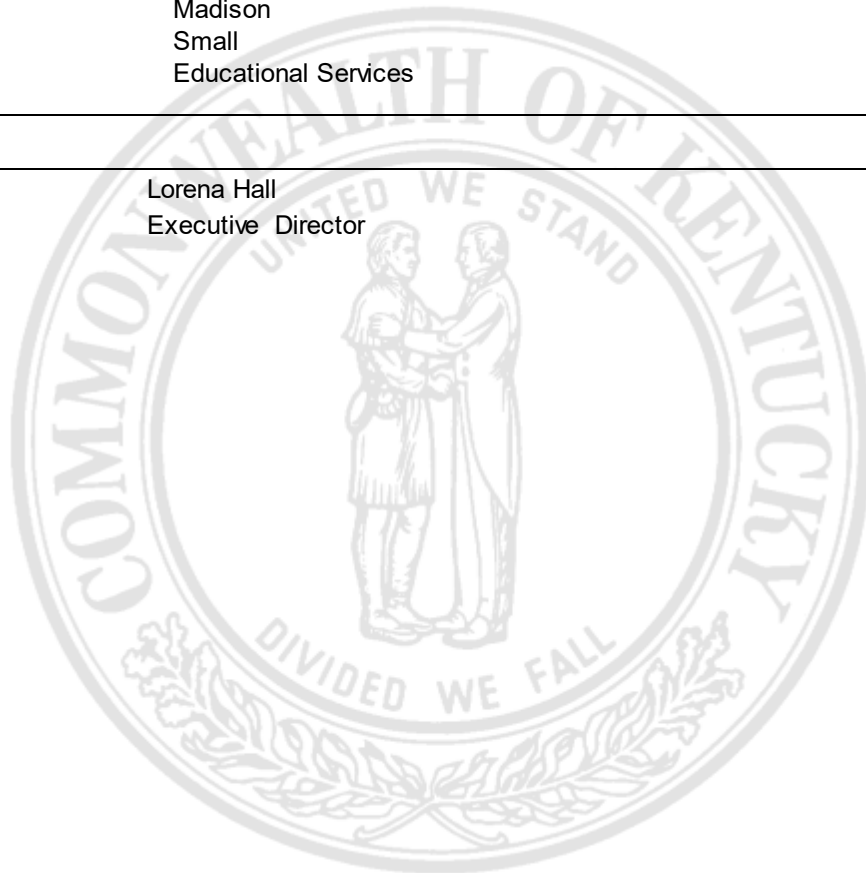 Madison
Small
Educational Services
Lorena Hall
Executive Director
COMMONWEALTH OF KENTUCKY
UNITED WE STAND
DIVIDED WE FALL